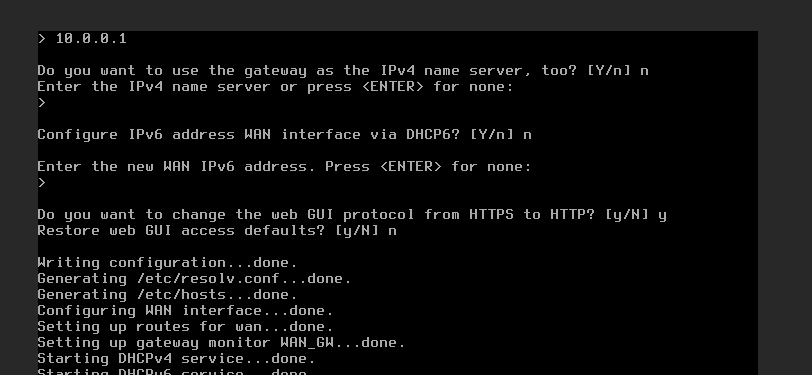 > 10.0.0.1
Do you want to use the gateway as the IPv4 name server, too? [Y/n] n
Enter the IPv4 name server or press <ENTER> for none:
>
Configure IPv6 address WAN interface via DHCP6? [Y/n] n
Enter the new WAN IPv6 address. Press <ENTER> for none:
>
Do you want to change the web GUI protocol from HTTPS to HTTP? [y/N] y
Restore web GUI access defaults? [y/N] n
Writing configuration...done.
Generating /etc/resolv.conf...done.
Generating /etc/hosts...done.
Configuring WAN interface...done.
Setting up routes for wan...done.
Setting up gateway monitor WAN_GW...done.
Starting DHCPv4 service...done.
Starting DHCPv6 service...done.